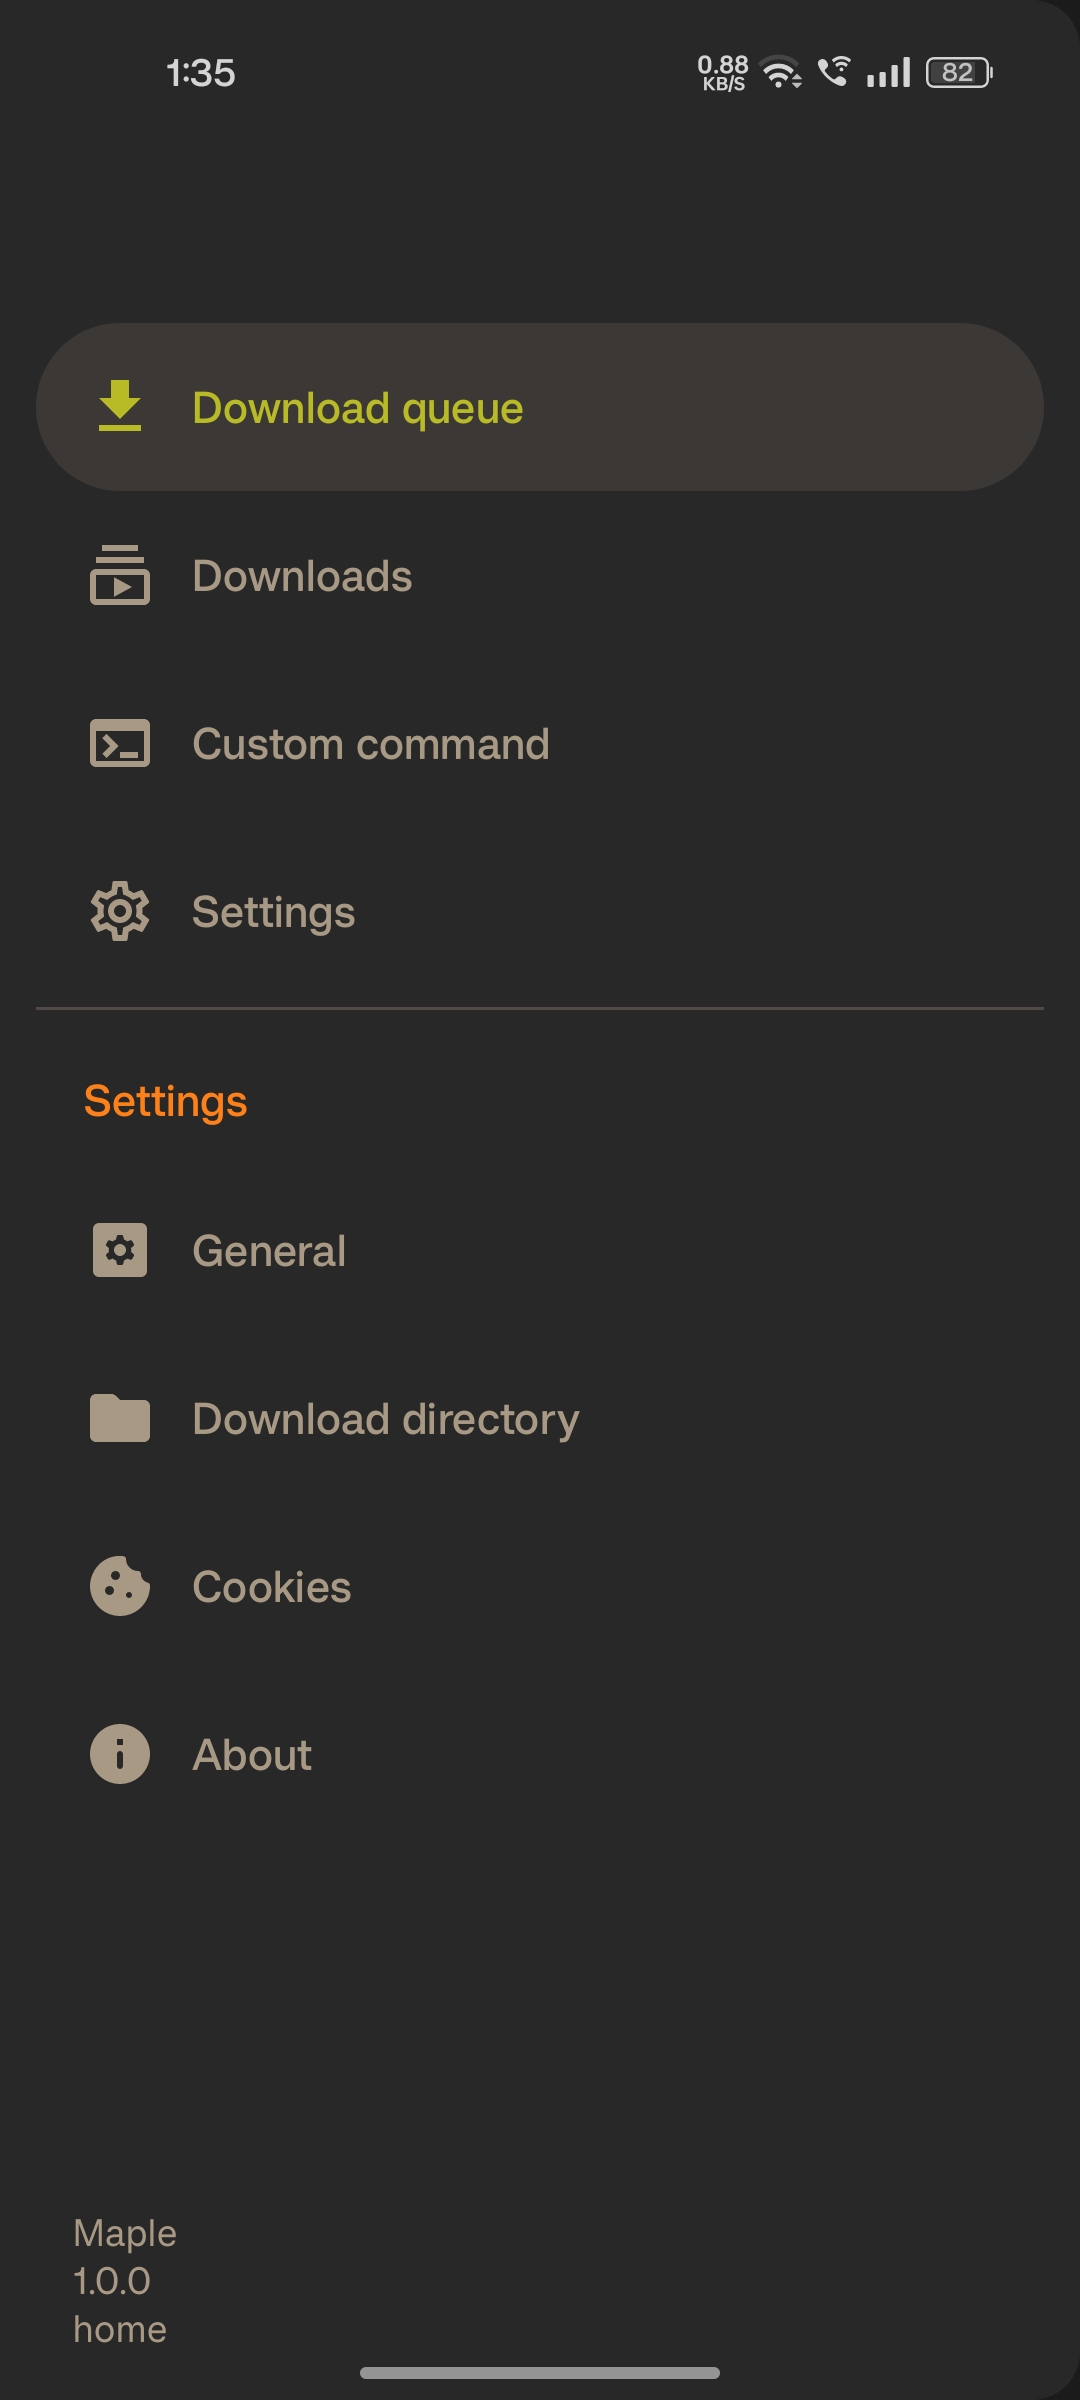 1:35
0.88
KB/S
82
Download queue
Downloads
Custom command
Settings
Settings
General
Download directory
Cookies
About
Maple
1.0.0
home